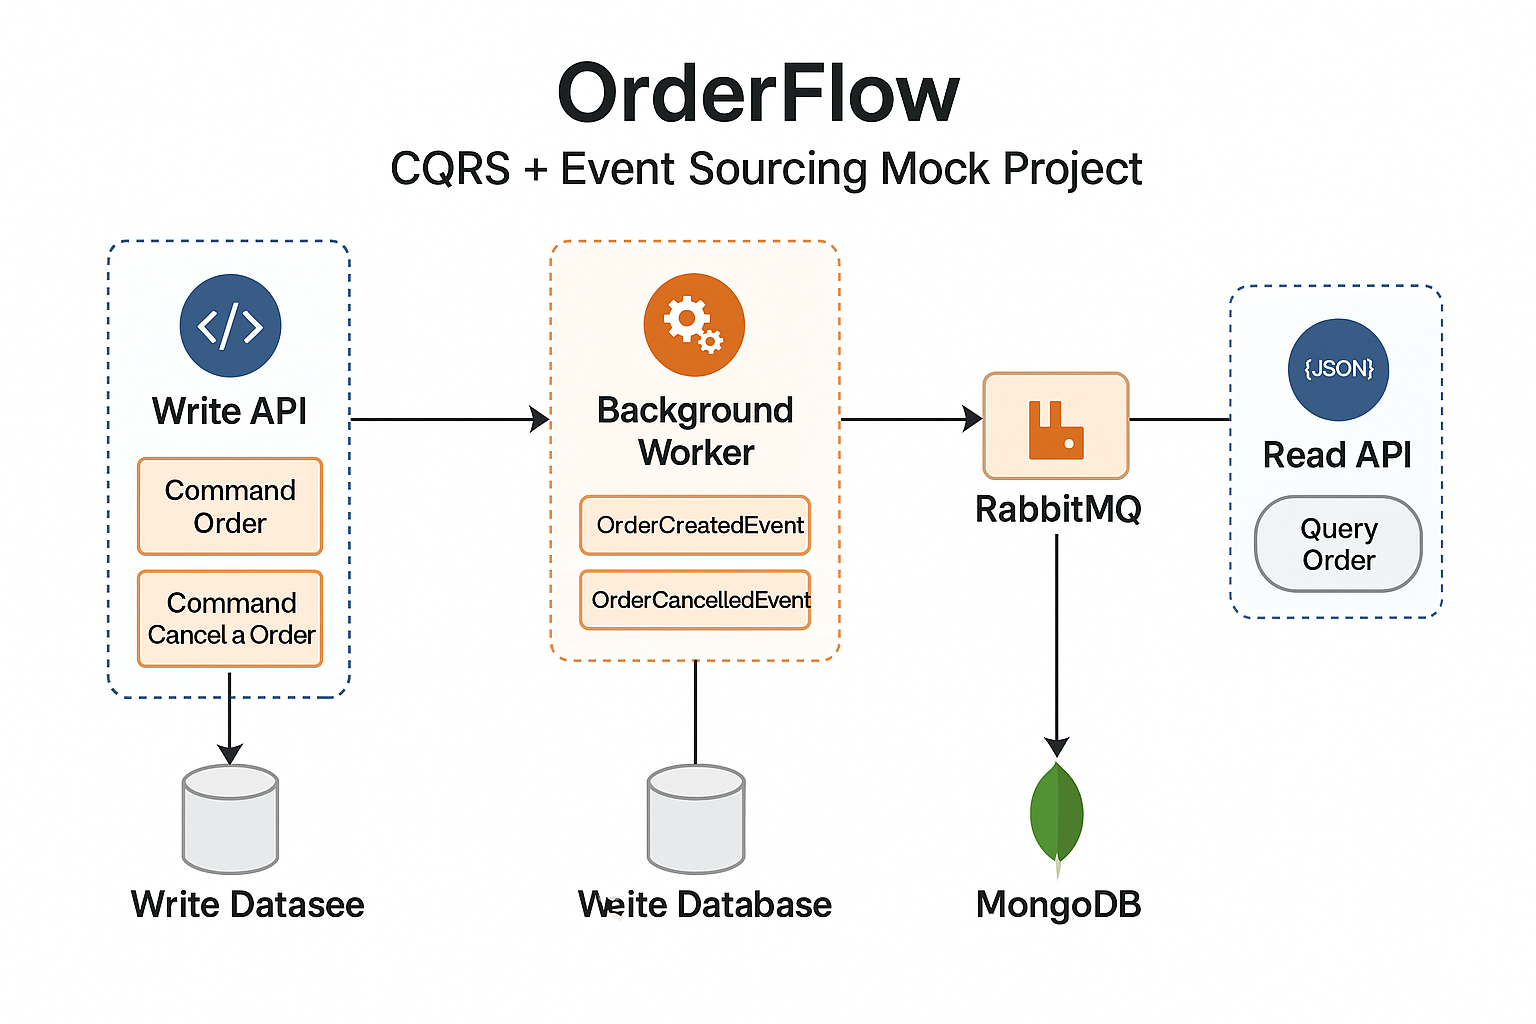 OrderFlow
CQRS + Event Sourcing Mock Project
</>
Write API
Command
Order
Command
Cancel a Order
Write Datasee
Background
Worker
OrderCreatedEvent
OrderCancelledEvent
Weite Database
RabbitMQ
MongoDB
{JSON}
Read API
Query
Order